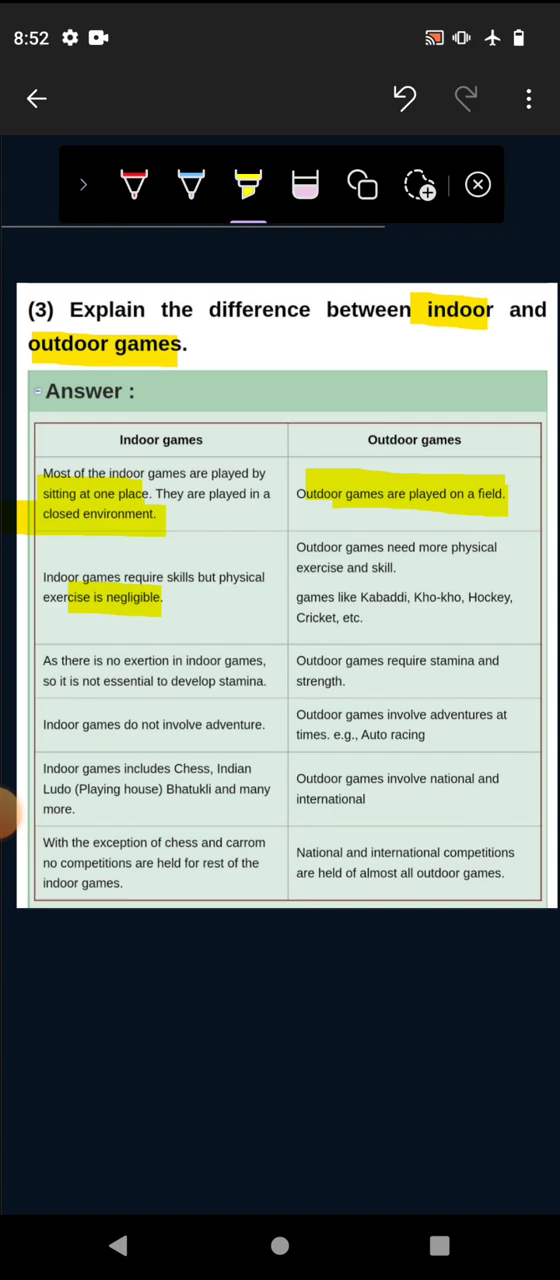 8:52
(3) Explain the difference between indoor and
outdoor games.
Answer :
Indoor games
Outdoor games
Most of the indoor games are played by
sitting at one place. They are played in a
closed environment.
Outdoor games are played on a field.
Indoor games require skills but physical
exercise is negligible.
Outdoor games need more physical
exercise and skill.
games like Kabaddi, Kho-kho, Hockey,
Cricket, etc.
As there is no exertion in indoor games,
so it is not essential to develop stamina.
Outdoor games require stamina and
strength.
Indoor games do not involve adventure.
Outdoor games involve adventures at
times. e.g., Auto racing
Indoor games includes Chess, Indian
Ludo (Playing house) Bhatukli and many
more.
Outdoor games involve national and
international
With the exception of chess and carrom
no competitions are held for rest of the
indoor games.
National and international competitions
are held of almost all outdoor games.